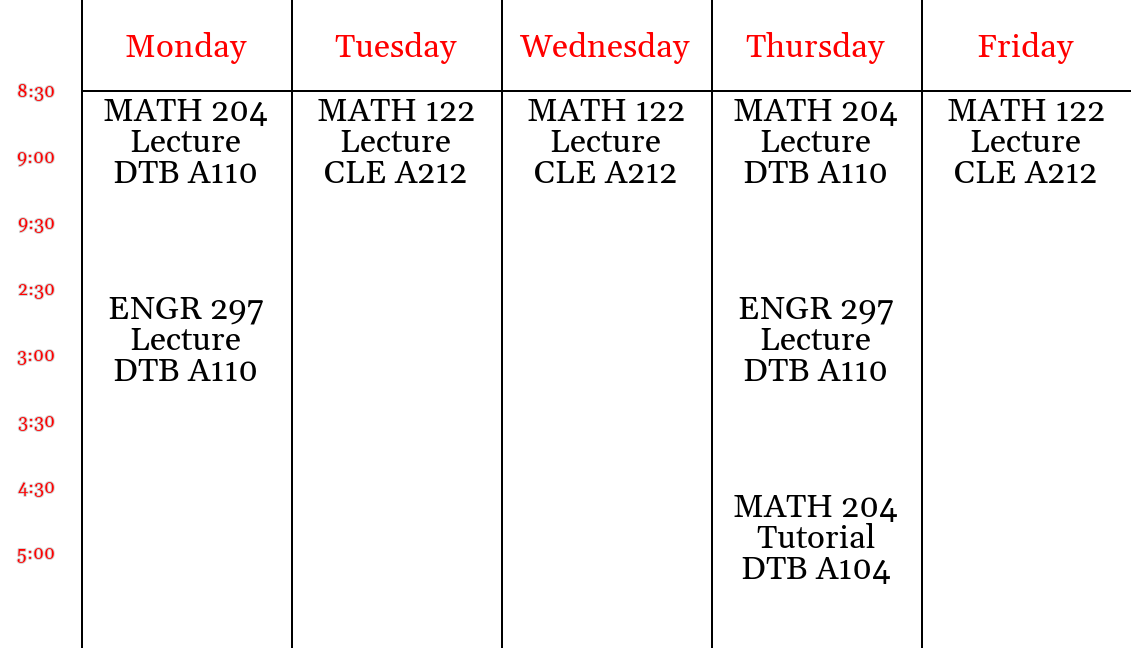 Monday Tuesday Wednesday Thursday Friday
8:30
MATH 204 MATH 122 MATH 122 MATH 204 MATH 122
Lecture Lecture Lecture Lecture Lecture
9:00
DTB A110 CLE A212 CLE A212 DTB A110 CLE A212
9:30
2:30
ENGR 297 ENGR 297
Lecture Lecture
3:00
DTB A110 DTB A110
3:30
4:30
MATH 204
Tutorial
5:00
DTB A104